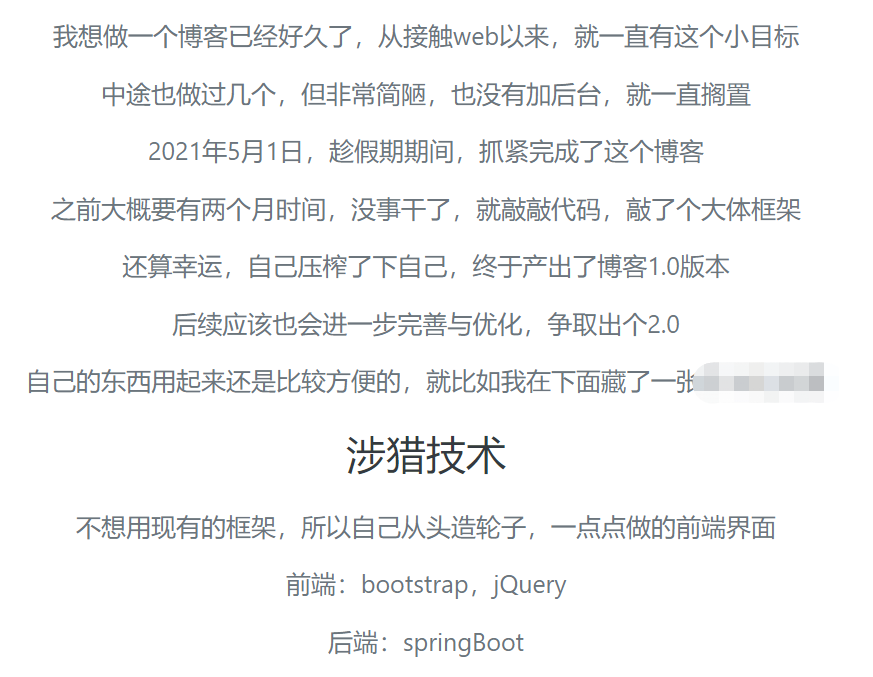 我想做一个博客已经好久了，从接触web以来，就一直有这个小目标
中途也做过几个，但非常简陋，也没有加后台，就一直搁置
2021年5月1日，趁假期期间，抓紧完成了这个博客
之前大概要有两个月时间，没事干了，就敲敲代码，敲了个大体框架
还算幸运，自己压榨了下自己，终于产出了博客1.0版本
后续应该也会进一步完善与优化，争取出个2.0
自己的东西用起来还是比较方便的，就比如我在下面藏了一张
涉猎技术
不想用现有的框架，所以自己从头造轮子，一点点做的前端界面
前端：bootstrap，jQuery
后端：springBoot